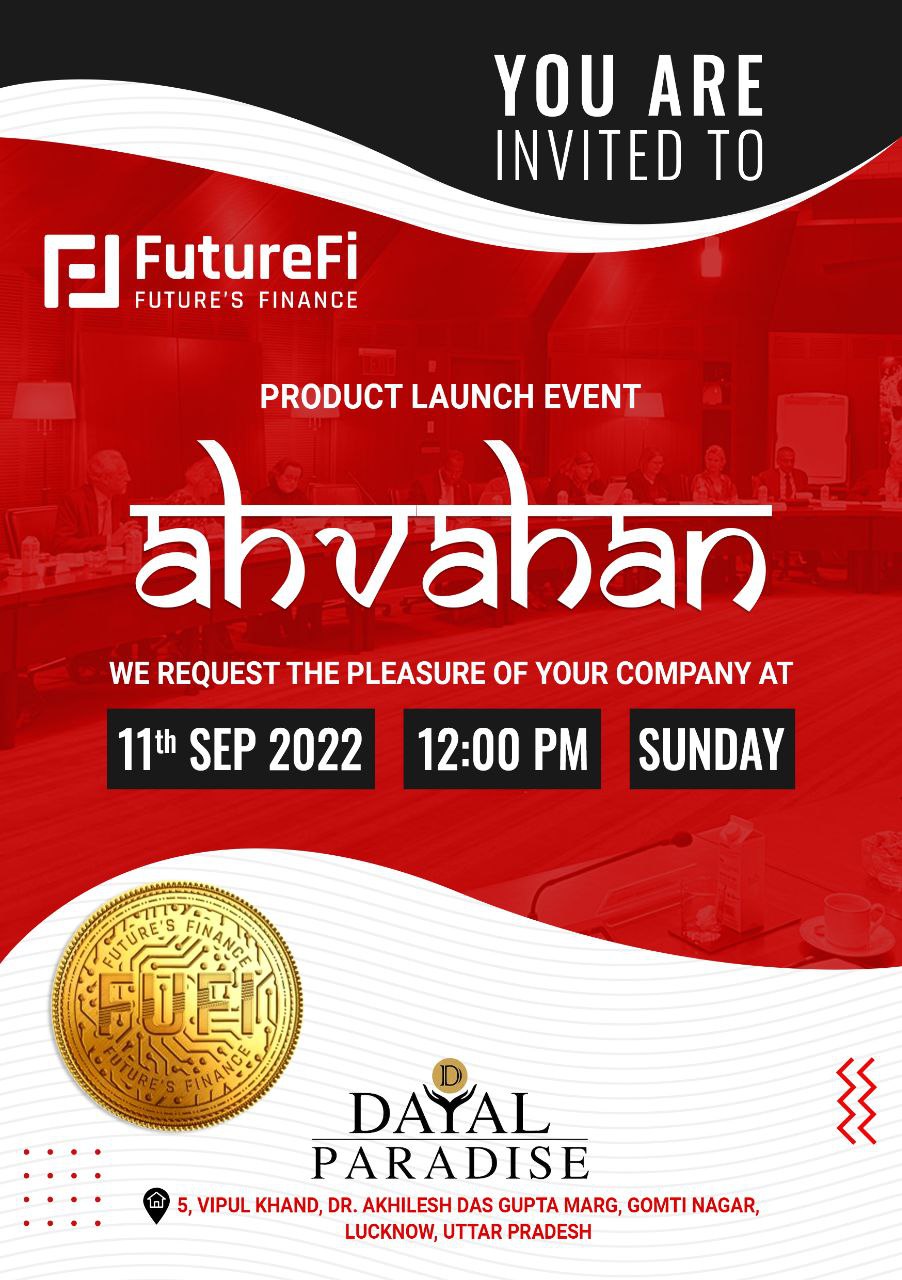 YOU ARE
INVITED TO
FutureFi
FUTURE'S FINANCE
PRODUCT LAUNCH EVENT
ahvahan
WE REQUEST THE PLEASURE OF YOUR COMPANY AT
11th SEP 2022 12:00 PM SUNDAY
FUTURE'S FINANCE
FUFI
FUTURE'S FINANCE
D
DAYAL
PARADISE
5, VIPUL KHAND, DR. AKHILESH DAS GUPTA MARG, GOMTI NAGAR,
LUCKNOW, UTTAR PRADESH